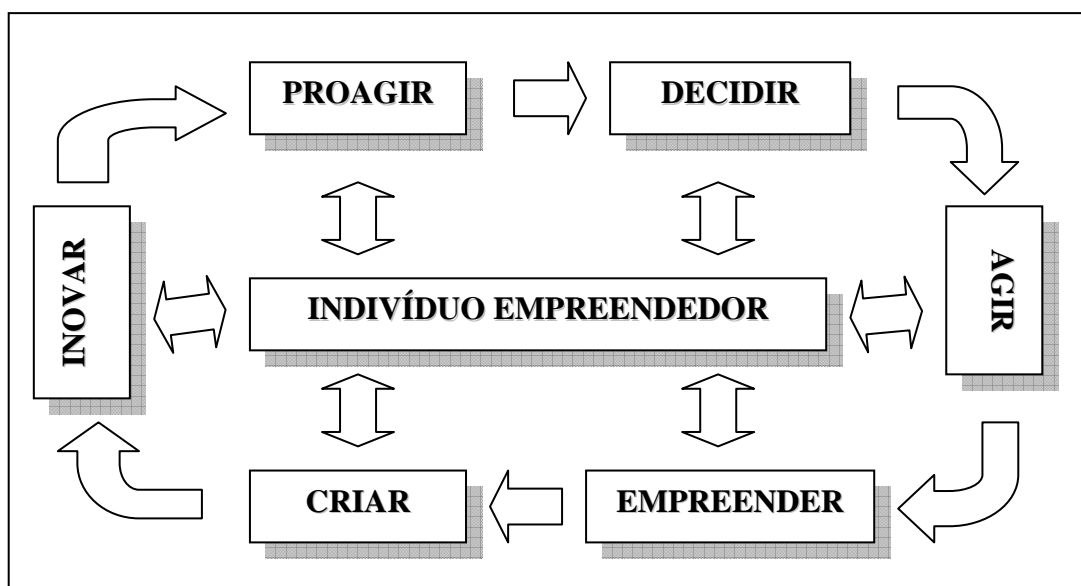 PROAGIR
DECIDIR
INOVAR
INDIVÍDUO EMPREENDEDOR
AGIR
CRIAR
EMPREENDER